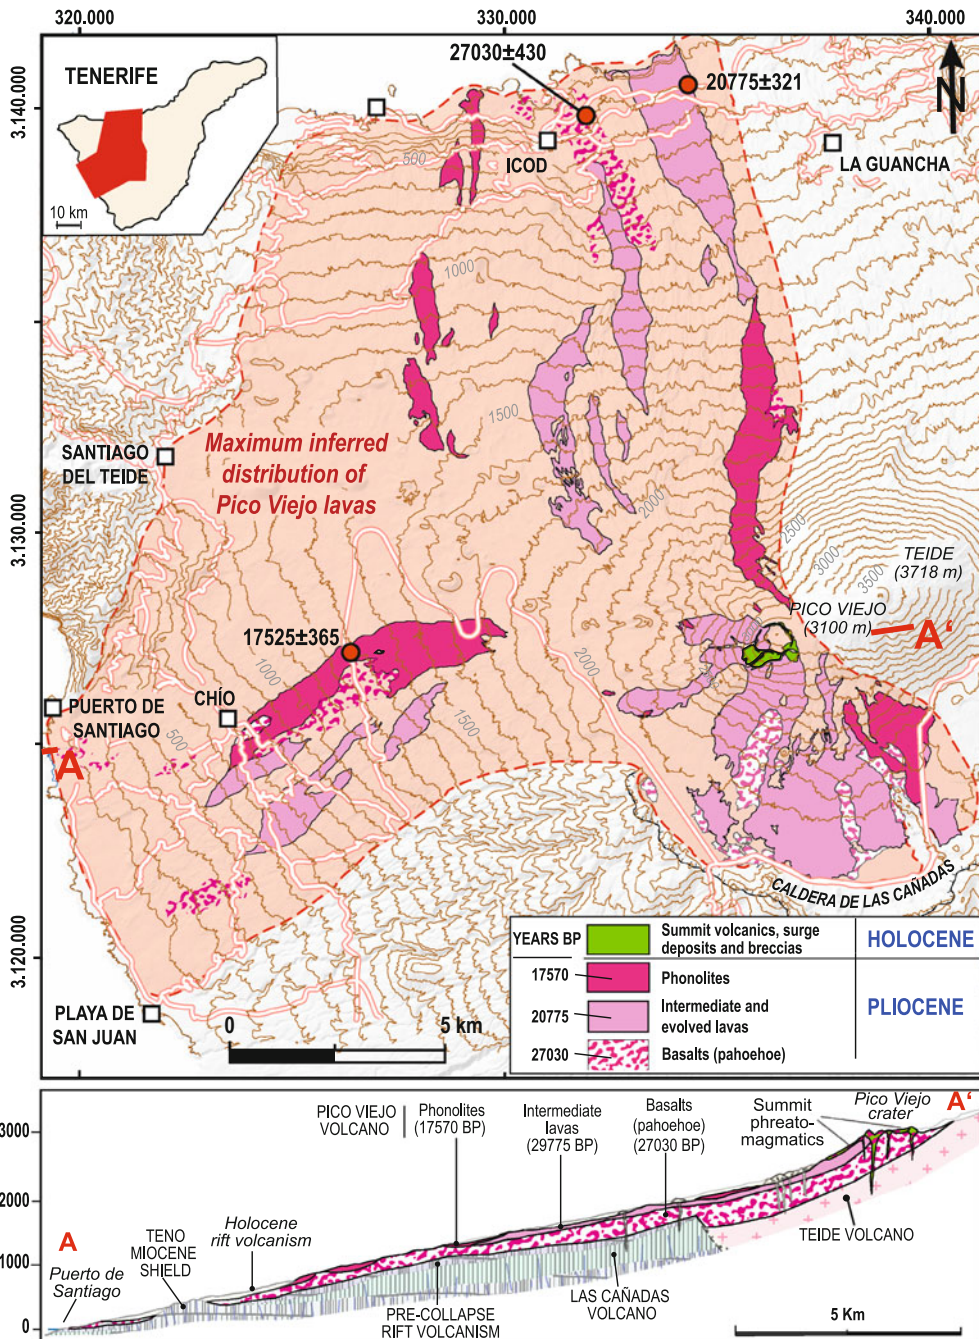 320.000
330.000
340.000
3.140.000
3.130.000
3.120.000
TENERIFE
10 km
27030±430
20775±321
N
ICOD
LA GUANCHA
500
1000
1500
2000
2500
3000
3500
SANTIAGO
DEL TEIDE
Maximum inferred
distribution of
Pico Viejo lavas
TEIDE
(3718 m)
PICO VIEJO
(3100 m)
A'
17525±365
1000
2000
CHÍO
PUERTO DE
SANTIAGO
500
1500
A
CALDERA DE LAS CAÑADAS
PLAYA DE
SAN JUAN
0
5 km
YEARS BP
Summit volcanics, surge
deposits and breccias
HOLOCENE
17570
Phonolites
20775
Intermediate and
evolved lavas
PLIOCENE
27030
Basalts (pahoehoe)
3000
2000
1000
0
A
Puerto de
Santiago
TENO
MIOCENE
SHIELD
Holocene
rift volcanism
PICO VIEJO
VOLCANO
Phonolites
(17570 BP)
Intermediate
lavas
(29775 BP)
Basalts
(pahoehoe)
(27030 BP)
Summit
phreato-
magmatics
Pico Viejo
crater
A'
TEIDE VOLCANO
LAS CAÑADAS
VOLCANO
PRE-COLLAPSE
RIFT VOLCANISM
5 Km